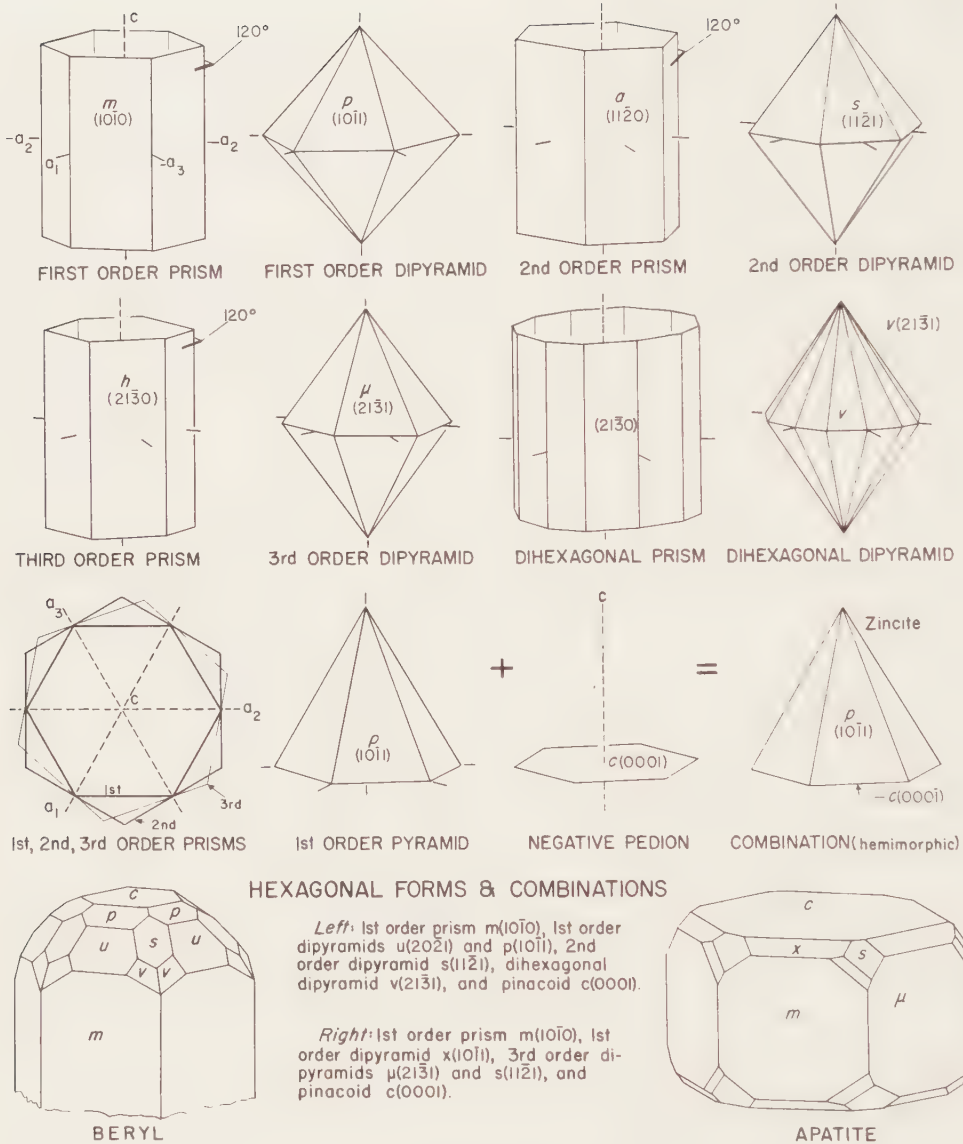 c
120°
m
(101̄0)
-a₂
a₁
-a₃
-a₂
FIRST ORDER PRISM
p
(101̄1)
FIRST ORDER DIPYRAMID
120°
a
(112̄0)
2nd ORDER PRISM
s
(112̄1)
2nd ORDER DIPYRAMID
120°
h
(213̄0)
THIRD ORDER PRISM
μ
(213̄1)
3rd ORDER DIPYRAMID
(213̄0)
DIHEXAGONAL PRISM
v(213̄1)
v
DIHEXAGONAL DIPYRAMID
a₃
c
a₂
a₁
1st
2nd
3rd
1st, 2nd, 3rd ORDER PRISMS
p
(101̄1)
1st ORDER PYRAMID
+
c
c(0001)
NEGATIVE PEDION
=
Zincite
p
(101̄1)
-c(0001̄)
COMBINATION (hemimorphic)
HEXAGONAL FORMS & COMBINATIONS
c
p p
u s u
v v
m
BERYL
Left: 1st order prism m(101̄0), 1st order
dipyramids u(202̄1) and p(101̄1), 2nd
order dipyramid s(112̄1), dihexagonal
dipyramid v(213̄1), and pinacoid c(0001).
Right: 1st order prism m(101̄0), 1st
order dipyramid x(101̄1), 3rd order di-
pyramids μ(213̄1) and s(112̄1), and
pinacoid c(0001).
c
x s
m μ
APATITE